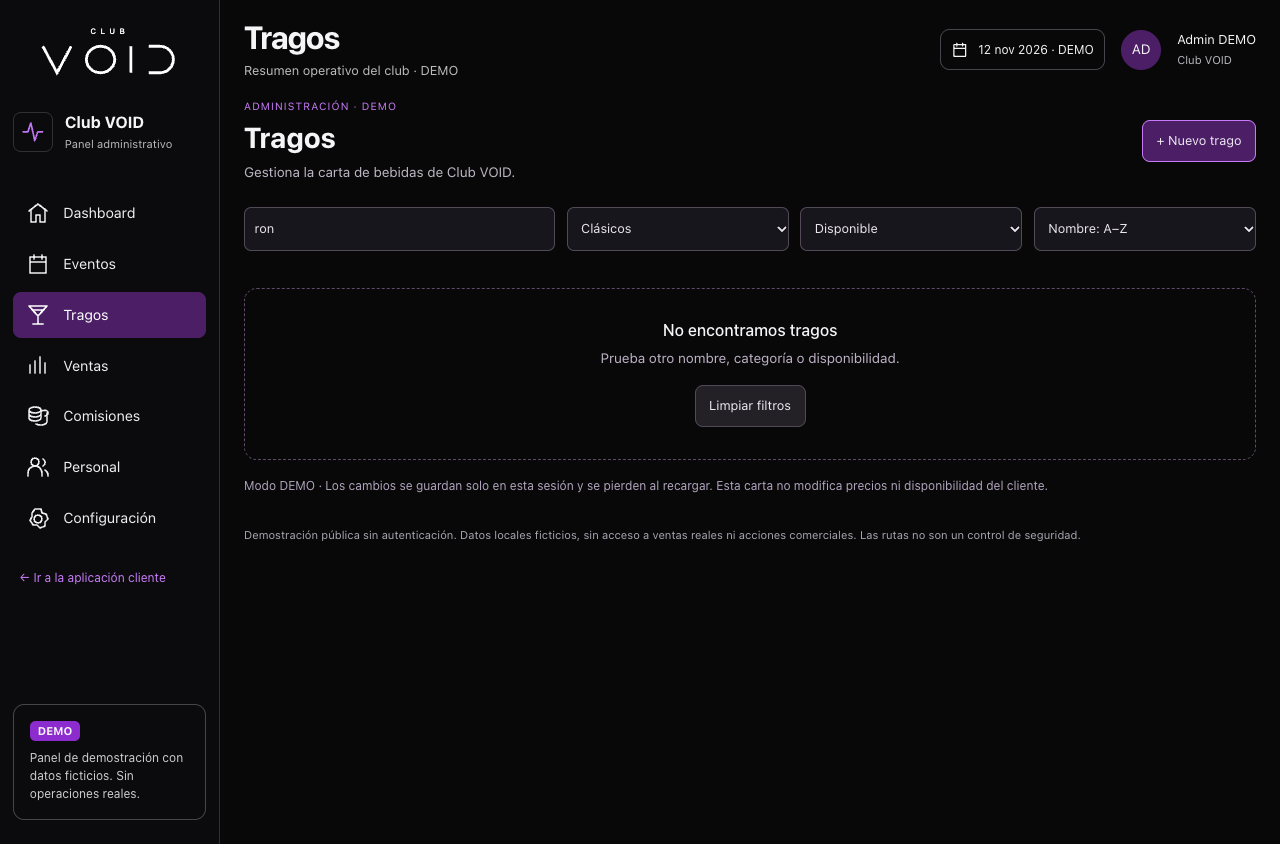 CLUB
VOID
Club VOID
Panel administrativo
Dashboard
Eventos
Tragos
Ventas
Comisiones
Personal
Configuración
← Ir a la aplicación cliente
DEMO
Panel de demostración con
datos ficticios. Sin
operaciones reales.
Tragos
Resumen operativo del club · DEMO
12 nov 2026 · DEMO
AD
Admin DEMO
Club VOID
ADMINISTRACIÓN · DEMO
Tragos
Gestiona la carta de bebidas de Club VOID.
+ Nuevo trago
ron
Clásicos
Disponible
Nombre: A–Z
No encontramos tragos
Prueba otro nombre, categoría o disponibilidad.
Limpiar filtros
Modo DEMO · Los cambios se guardan solo en esta sesión y se pierden al recargar. Esta carta no modifica precios ni disponibilidad del cliente.
Demostración pública sin autenticación. Datos locales ficticios, sin acceso a ventas reales ni acciones comerciales. Las rutas no son un control de seguridad.